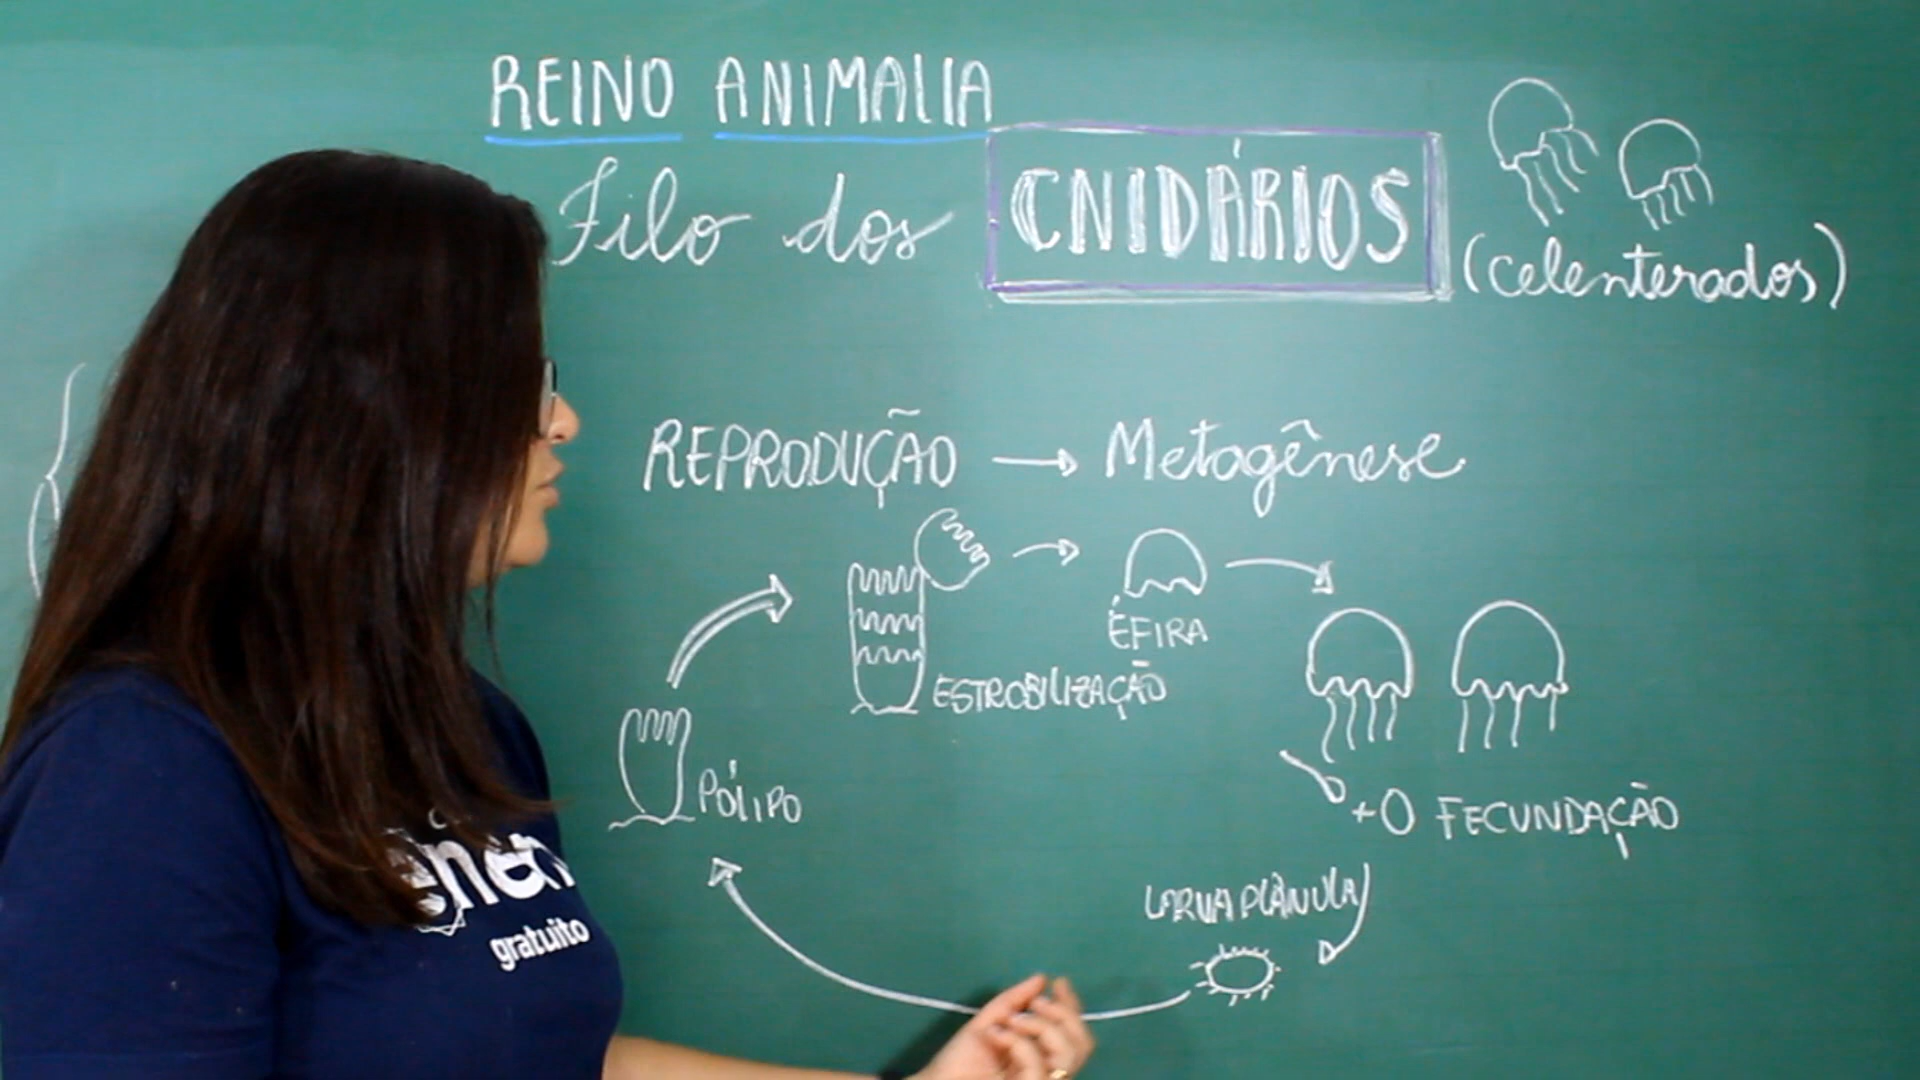 REINO ANIMALIA
Filo dos CNIDÁRIOS
(celenterados)
REPRODUÇÃO → Metagênese
ÉFIRA
ESTROBILIZAÇÃO
PÓLIPO
+O FECUNDAÇÃO
LARVA PLÂNULA
gratuito